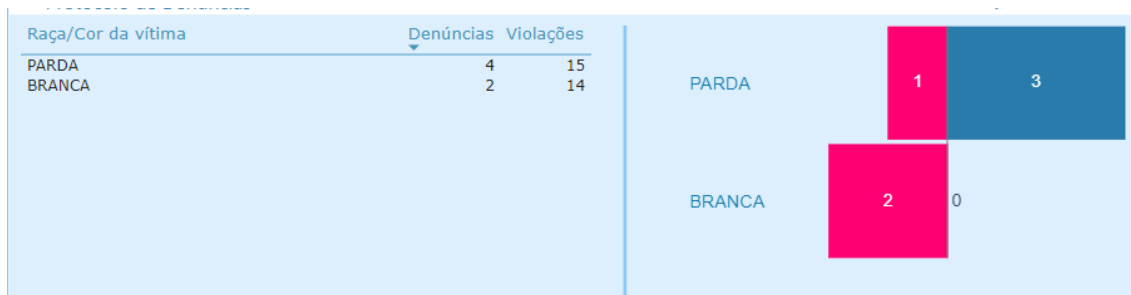 Raça/Cor da vítima Denúncias Violações
PARDA 4 15
BRANCA 2 14
PARDA 1 3
BRANCA 2 0